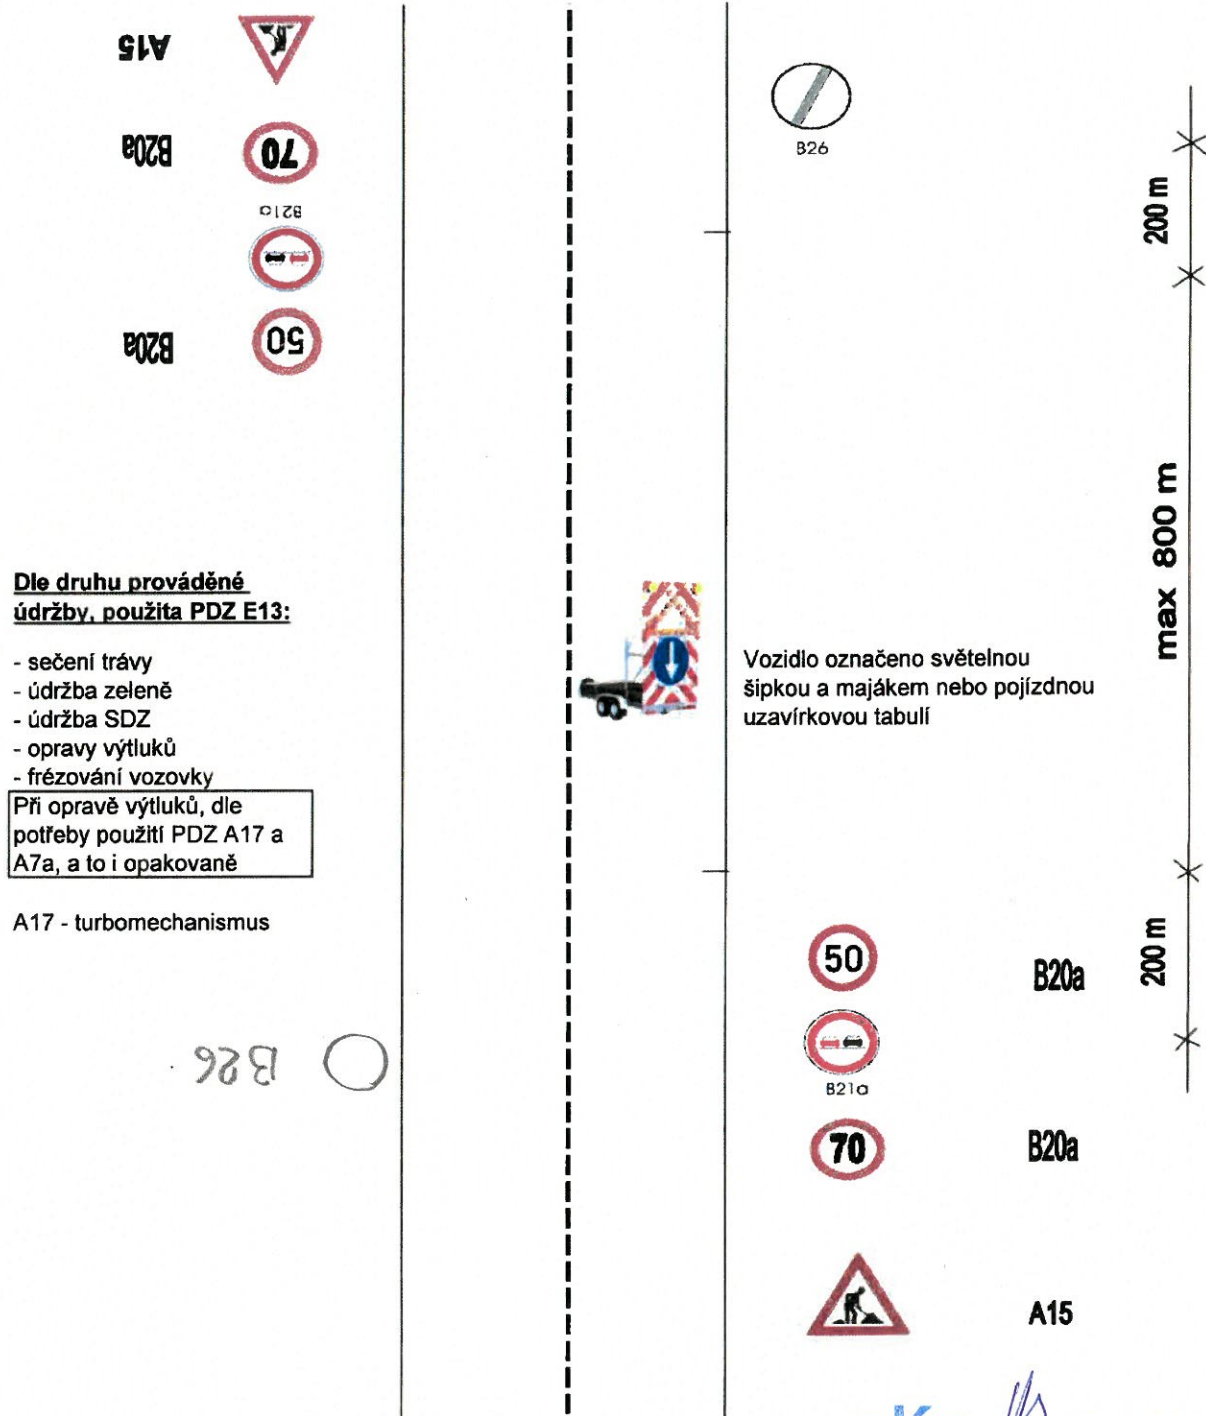 A15
B20a
70
B21a
B20a
50
B26
200 m
max 800 m
Dle druhu prováděné
údržby, použita PDZ E13:
- sečení trávy
- údržba zeleně
- údržba SDZ
- opravy výtluků
- frézování vozovky
Při opravě výtluků, dle
potřeby použití PDZ A17 a
A7a, a to i opakovaně
A17 - turbomechanismus
Vozidlo označeno světelnou
šipkou a majákem nebo pojízdnou
uzavírkovou tabulí
B26
50
B20a
200 m
B21a
70
B20a
A15